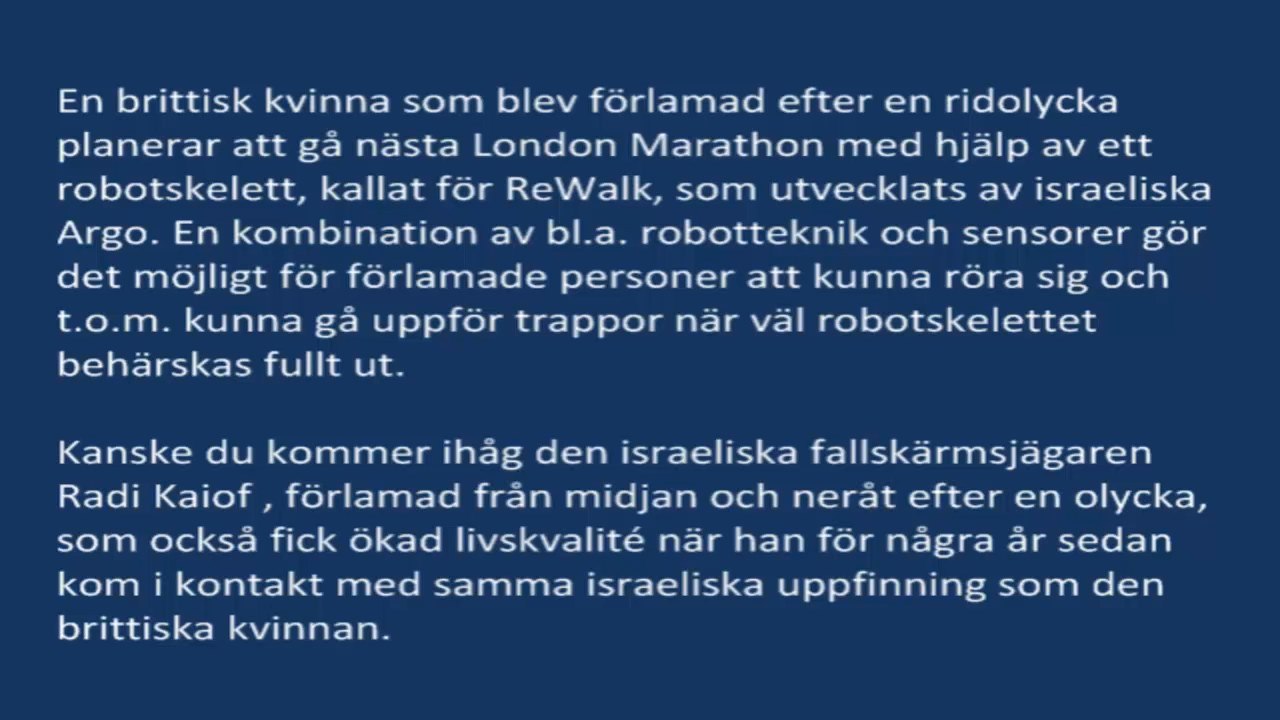 En brittisk kvinna som blev förlamad efter en ridolycka
planerar att gå nästa London Marathon med hjälp av ett
robotskelett, kallat för ReWalk, som utvecklats av israeliska
Argo. En kombination av bl.a. robotteknik och sensorer gör
det möjligt för förlamade personer att kunna röra sig och
t.o.m. kunna gå uppför trappor när väl robotskelettet
behärskas fullt ut.
Kanske du kommer ihåg den israeliska fallskärmsjägaren
Radi Kaiof , förlamad från midjan och neråt efter en olycka,
som också fick ökad livskvalité när han för några år sedan
kom i kontakt med samma israeliska uppfinning som den
brittiska kvinnan.